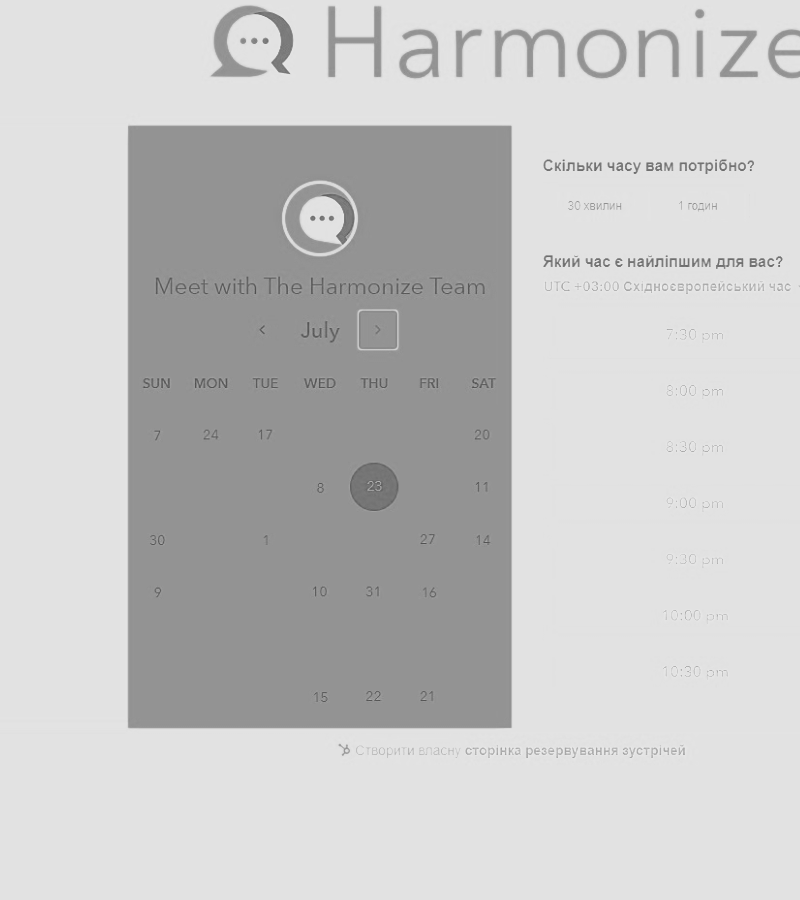 Harmonize
Meet with The Harmonize Team
July
SUN MON TUE WED THU FRI SAT
7 24 17 20
8 23 11
30 1 27 14
9 10 31 16
15 22 21
Скільки часу вам потрібно?
30 хвилин 1 годин
Який час є найліпшим для вас?
UTC +03:00 Східноєвропейський час
7:30 pm
8:00 pm
8:30 pm
9:00 pm
9:30 pm
10:00 pm
10:30 pm
Створити власну сторінка резервування зустрічей